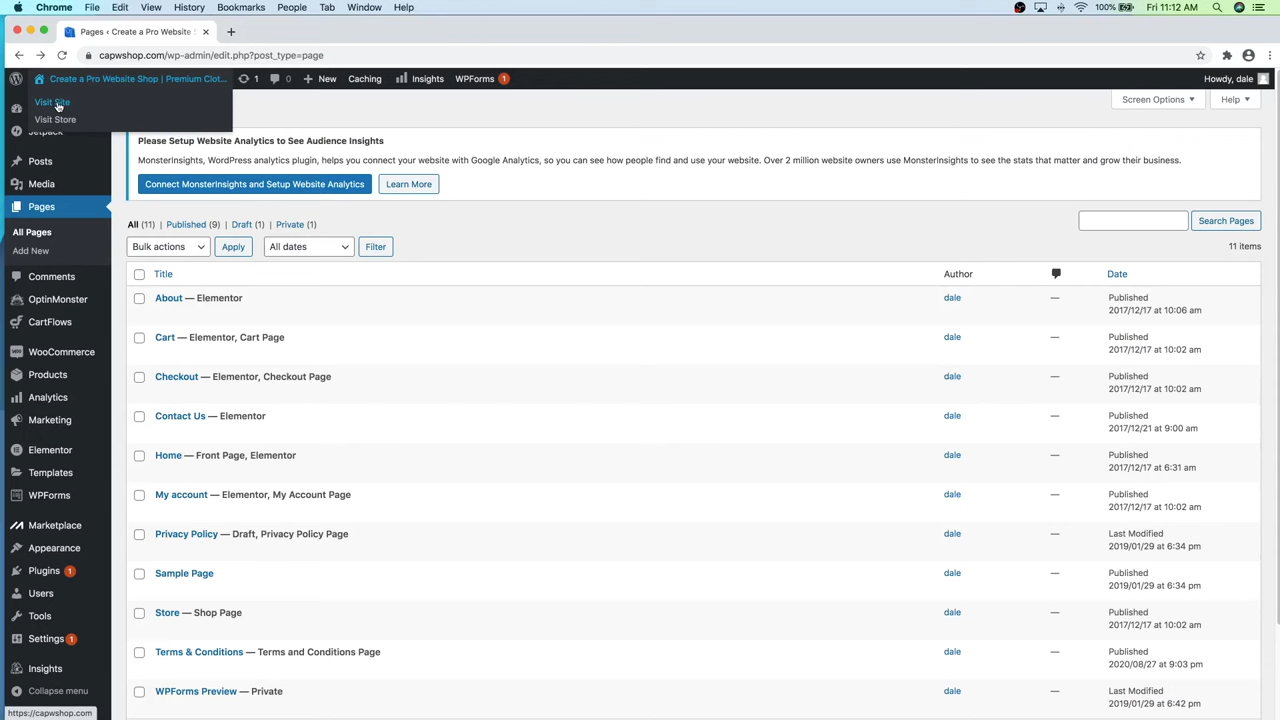 Chrome File Edit View History Bookmarks People Tab Window Help 100% Fri 11:12 AM
Pages ‹ Create a Pro Website S
capwshop.com/wp-admin/edit.php?post_type=page
Create a Pro Website Shop | Premium Clot... 1 0 New Caching Insights WPForms 1 Howdy, dale
Visit Site
Visit Store
Screen Options Help
Jetpack
Posts
Media
Pages
All Pages
Add New
Comments
OptinMonster
CartFlows
WooCommerce
Products
Analytics
Marketing
Elementor
Templates
WPForms
Marketplace
Appearance
Plugins 1
Users
Tools
Settings 1
Insights
Collapse menu
https://capwshop.com
Please Setup Website Analytics to See Audience Insights
MonsterInsights, WordPress analytics plugin, helps you connect your website with Google Analytics, so you can see how people find and use your website. Over 2 million website owners use MonsterInsights to see the stats that matter and grow their business.
Connect MonsterInsights and Setup Website Analytics Learn More
All (11) | Published (9) | Draft (1) | Private (1)
Search Pages
Bulk actions Apply All dates Filter
11 items
Title Author Date
About — Elementor dale — Published
2017/12/17 at 10:06 am
Cart — Elementor, Cart Page dale — Published
2017/12/17 at 10:02 am
Checkout — Elementor, Checkout Page dale — Published
2017/12/17 at 10:02 am
Contact Us — Elementor dale — Published
2017/12/21 at 9:00 am
Home — Front Page, Elementor dale — Published
2017/12/17 at 6:31 am
My account — Elementor, My Account Page dale — Published
2017/12/17 at 10:02 am
Privacy Policy — Draft, Privacy Policy Page dale — Last Modified
2019/01/29 at 6:34 pm
Sample Page dale — Published
2019/01/29 at 6:34 pm
Store — Shop Page dale — Published
2017/12/17 at 10:02 am
Terms & Conditions — Terms and Conditions Page dale — Published
2020/08/27 at 9:03 pm
WPForms Preview — Private dale — Last Modified
2019/01/29 at 6:42 pm